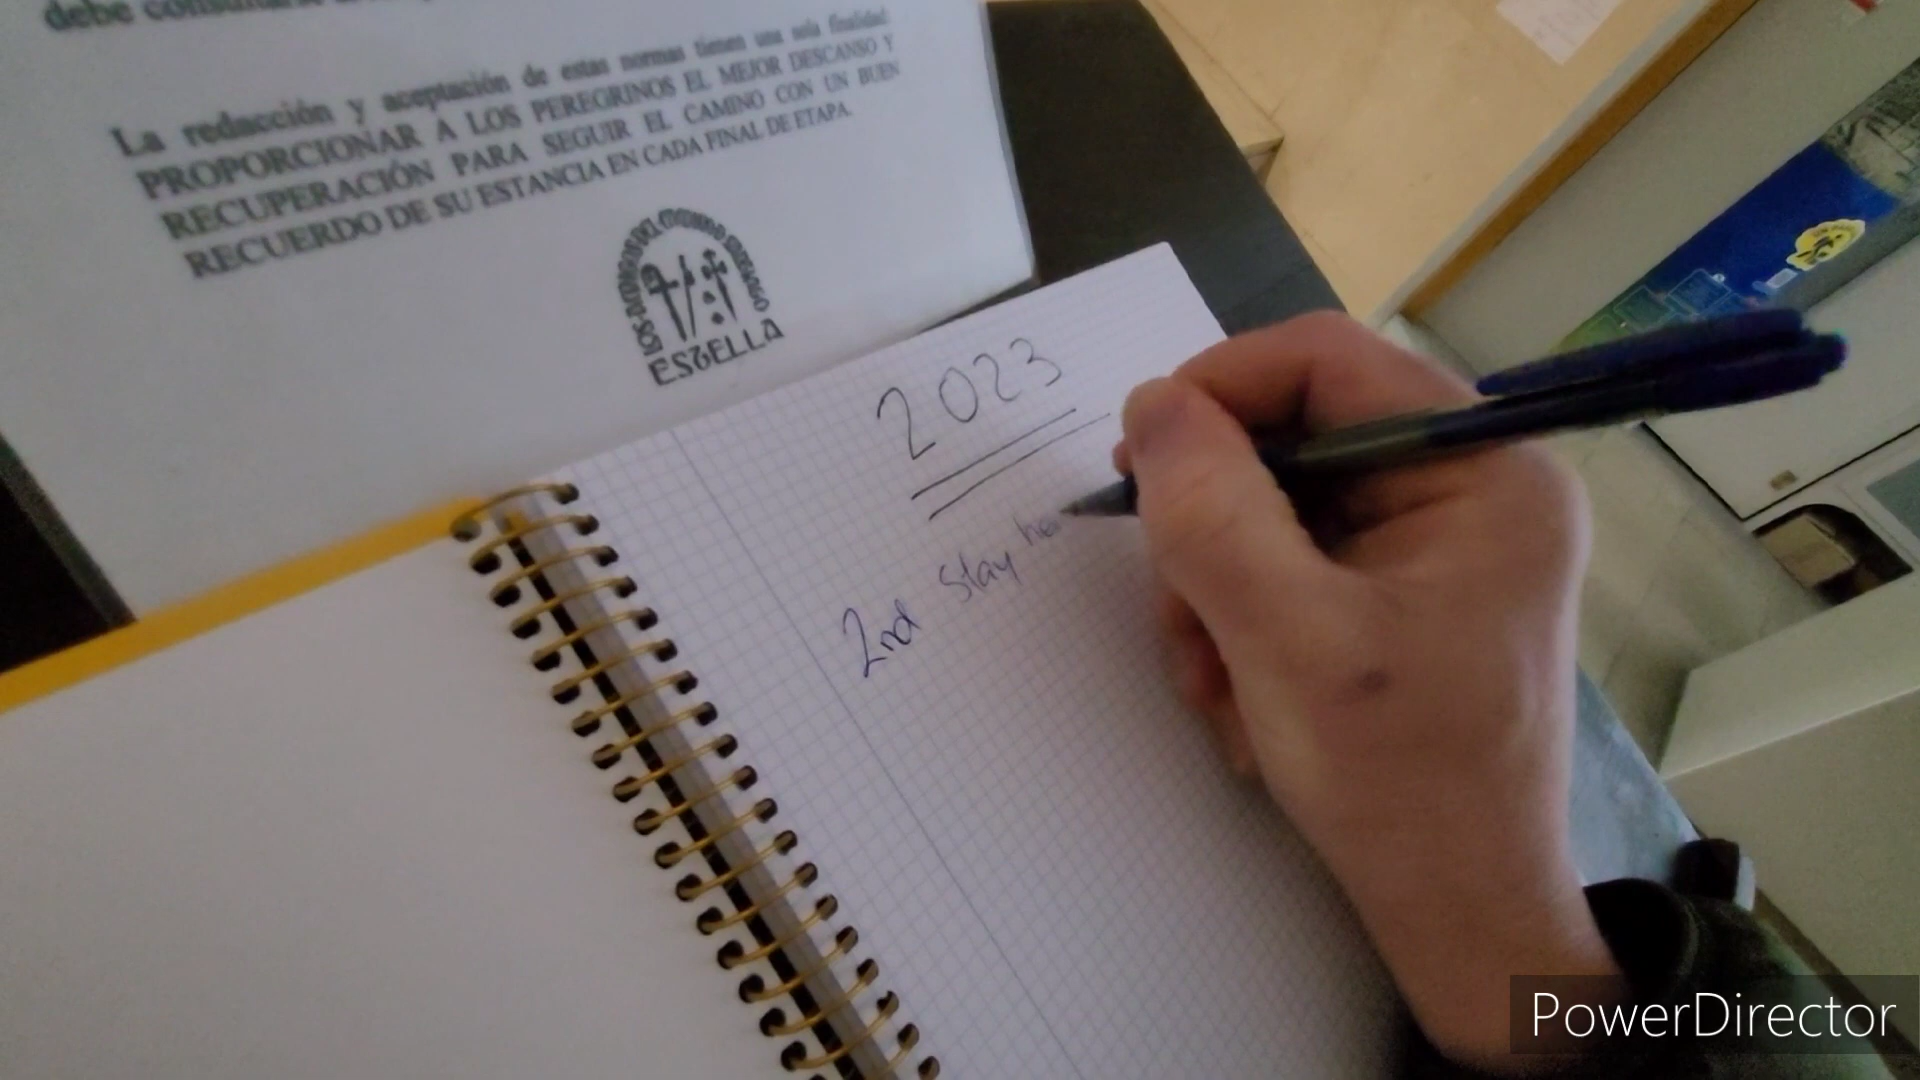 debe
La redacción y aceptación de estas normas tienen una sola finalidad:
PROPORCIONAR A LOS PEREGRINOS EL MEJOR DESCANSO Y
RECUPERACIÓN PARA SEGUIR EL CAMINO CON UN BUEN
RECUERDO DE SU ESTANCIA EN CADA FINAL DE ETAPA.
ESTELLA
2023
2nd Stay he
PowerDirector